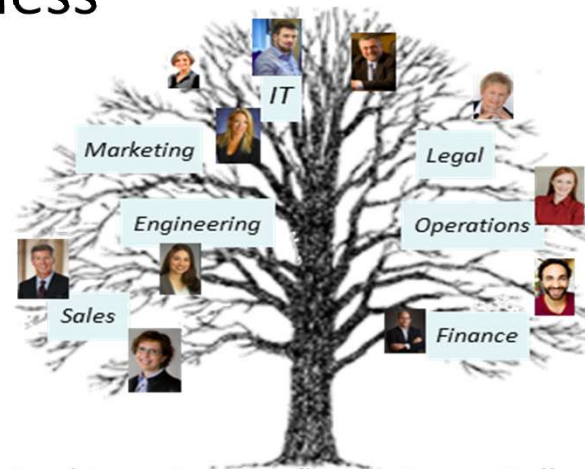 ness
IT
Marketing
Legal
Engineering
Operations
Sales
Finance